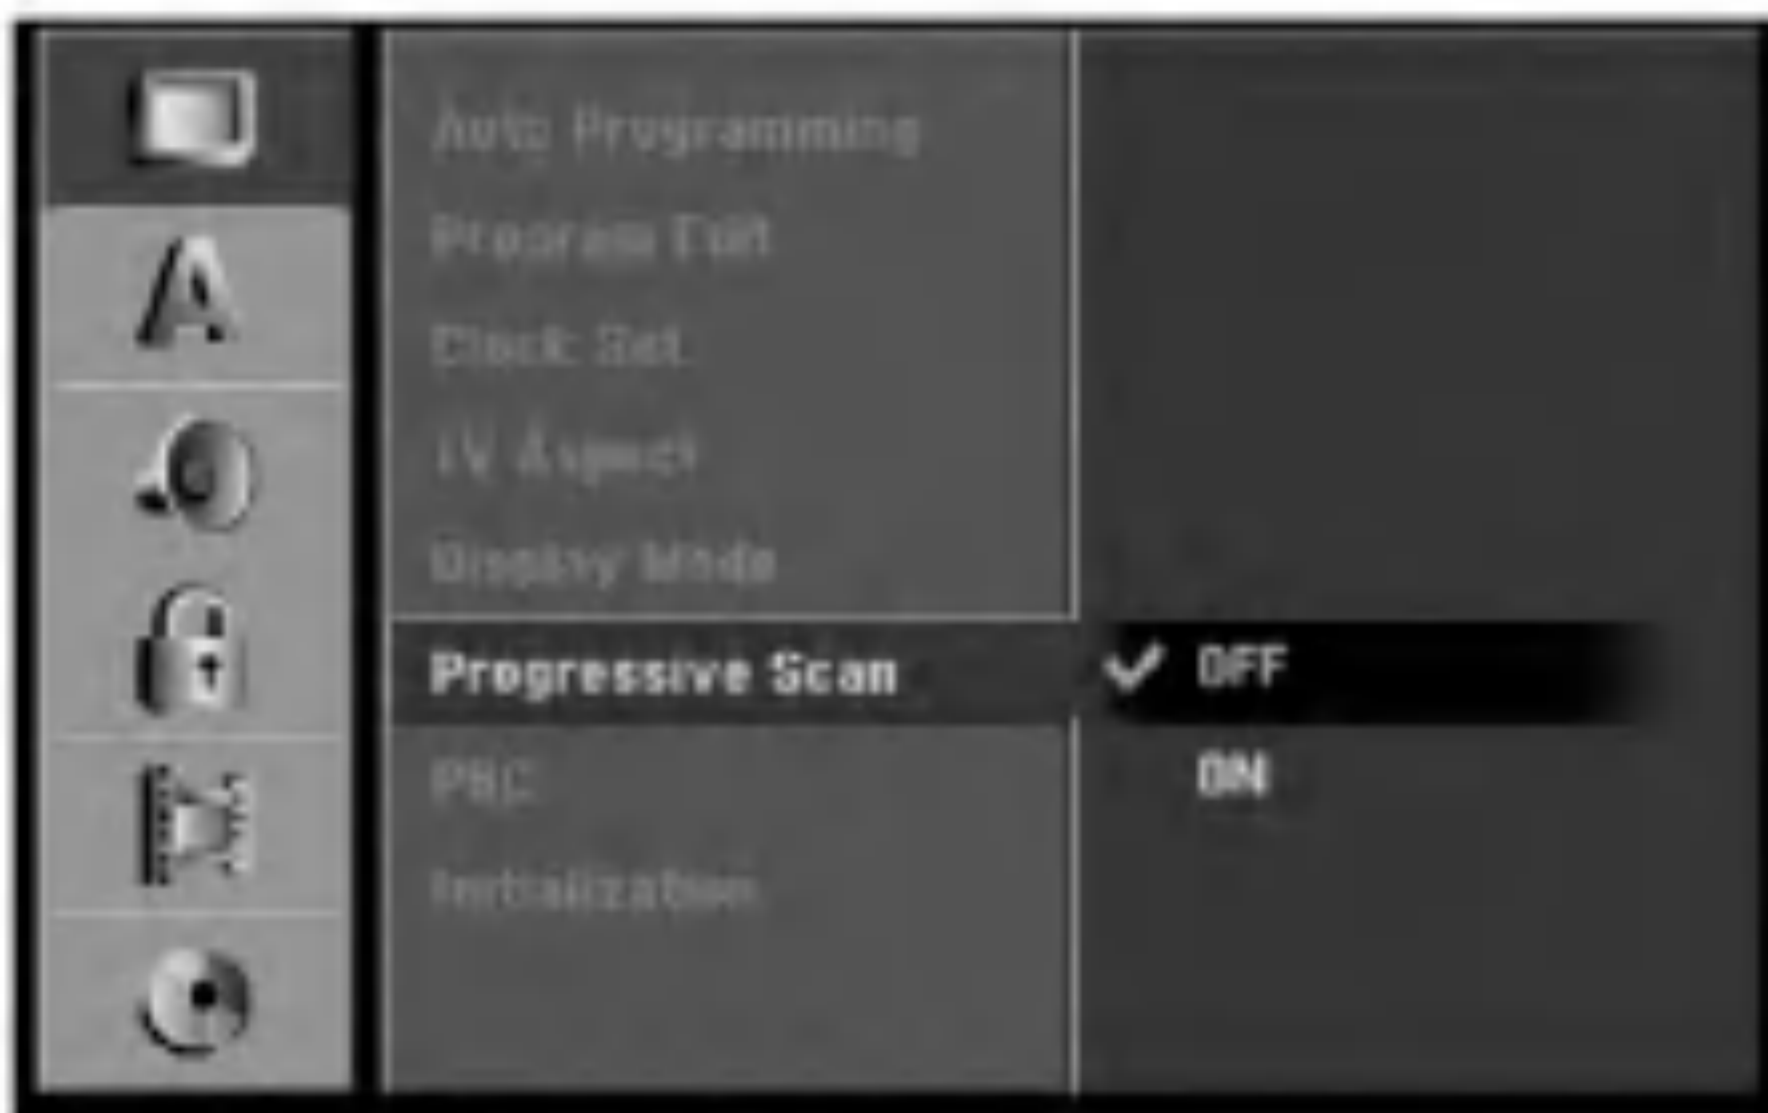 A
Auto Programming
Program Edit
Clock Set
TV Aspect
Display Mode
Progressive Scan
✓ OFF
ON
PBC
Initialization